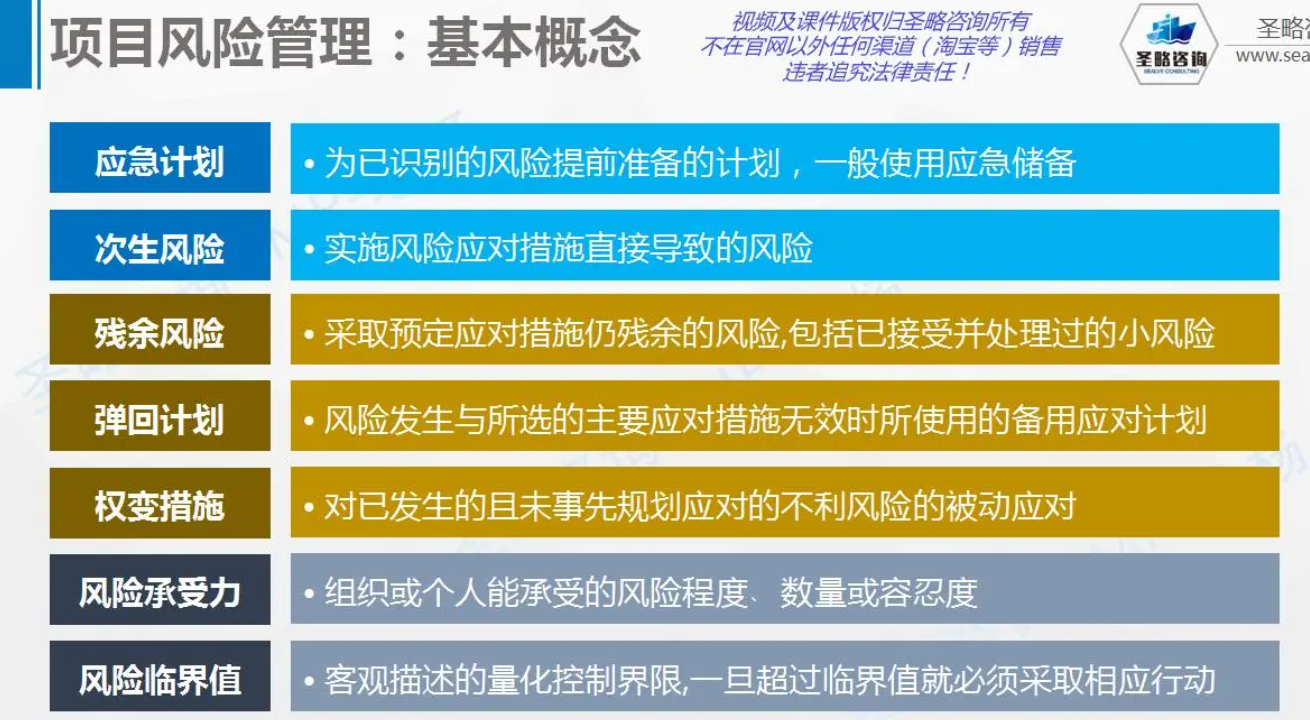 项目风险管理：基本概念
视频及课件版权归圣略咨询所有
不在官网以外任何渠道（淘宝等）销售
违者追究法律责任！
圣略咨询
SEALVE CONSULTING
圣略
www.sea
应急计划
• 为已识别的风险提前准备的计划，一般使用应急储备
次生风险
• 实施风险应对措施直接导致的风险
残余风险
• 采取预定应对措施仍残余的风险,包括已接受并处理过的小风险
弹回计划
• 风险发生与所选的主要应对措施无效时所使用的备用应对计划
权变措施
• 对已发生的且未事先规划应对的不利风险的被动应对
风险承受力
• 组织或个人能承受的风险程度、数量或容忍度
风险临界值
• 客观描述的量化控制界限,一旦超过临界值就必须采取相应行动